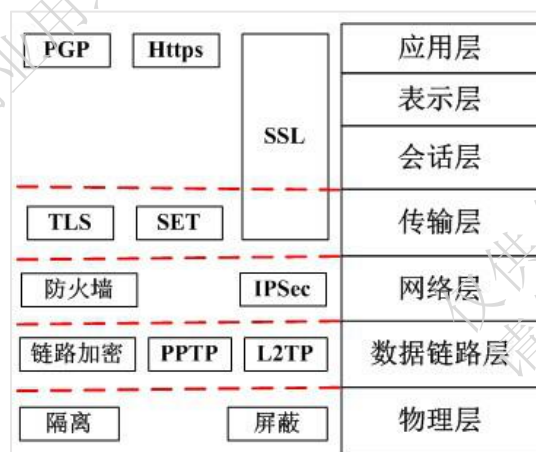 PGP Https 应用层
表示层
SSL
会话层
TLS SET 传输层
防火墙 IPSec 网络层
链路加密 PPTP L2TP 数据链路层
隔离 屏蔽 物理层